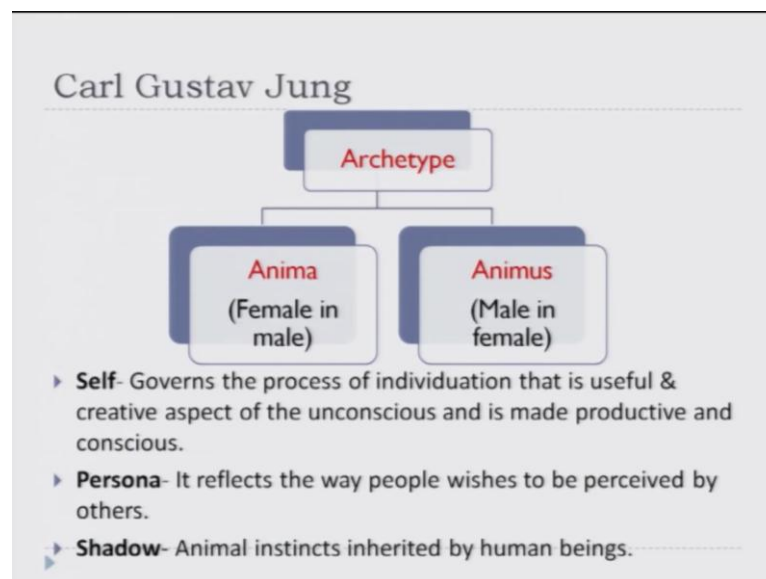 Carl Gustav Jung
Archetype
Anima
(Female in
male)
Animus
(Male in
female)
Self- Governs the process of individuation that is useful &
creative aspect of the unconscious and is made productive and
conscious.
Persona- It reflects the way people wishes to be perceived by
others.
Shadow- Animal instincts inherited by human beings.